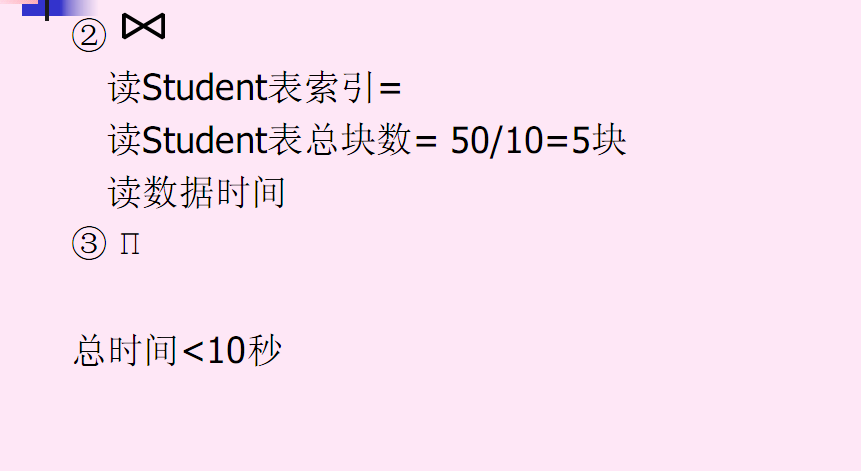 ② ⋈
读Student表索引=
读Student表总块数= 50/10=5块
读数据时间
③ Π
总时间<10秒